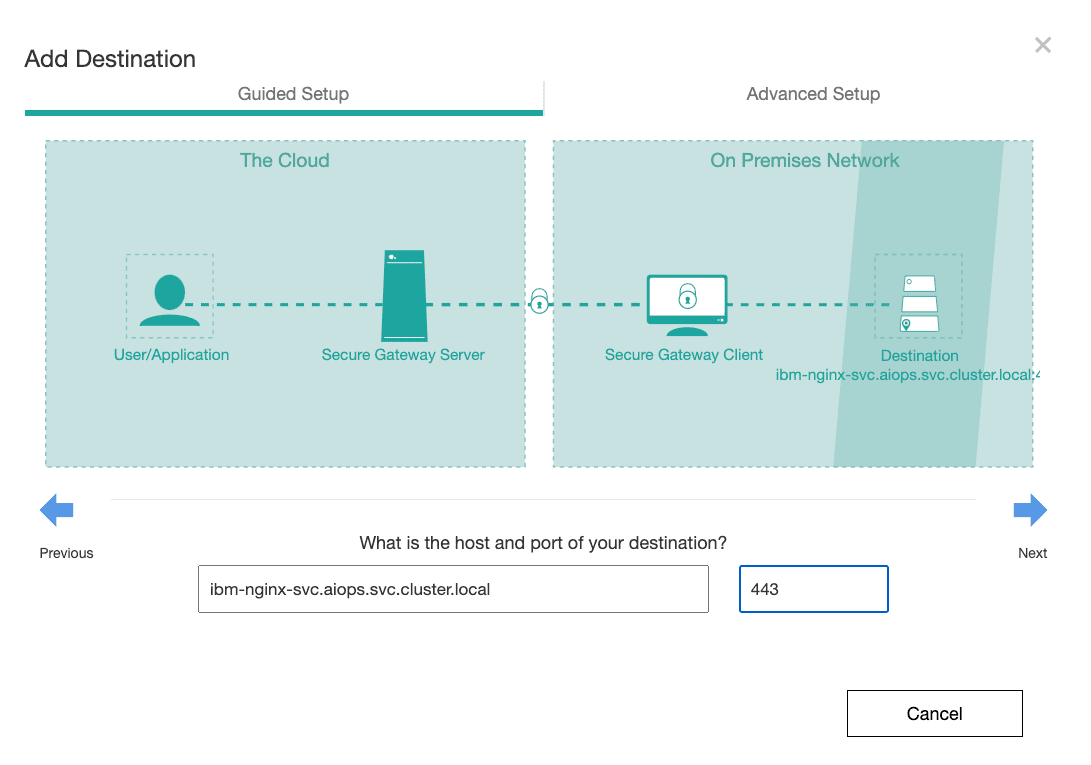 Add Destination
Guided Setup
Advanced Setup
The Cloud
On Premises Network
User/Application
Secure Gateway Server
Secure Gateway Client
Destination
ibm-nginx-svc.aiops.svc.cluster.local:4
Previous
Next
What is the host and port of your destination?
ibm-nginx-svc.aiops.svc.cluster.local
443
Cancel